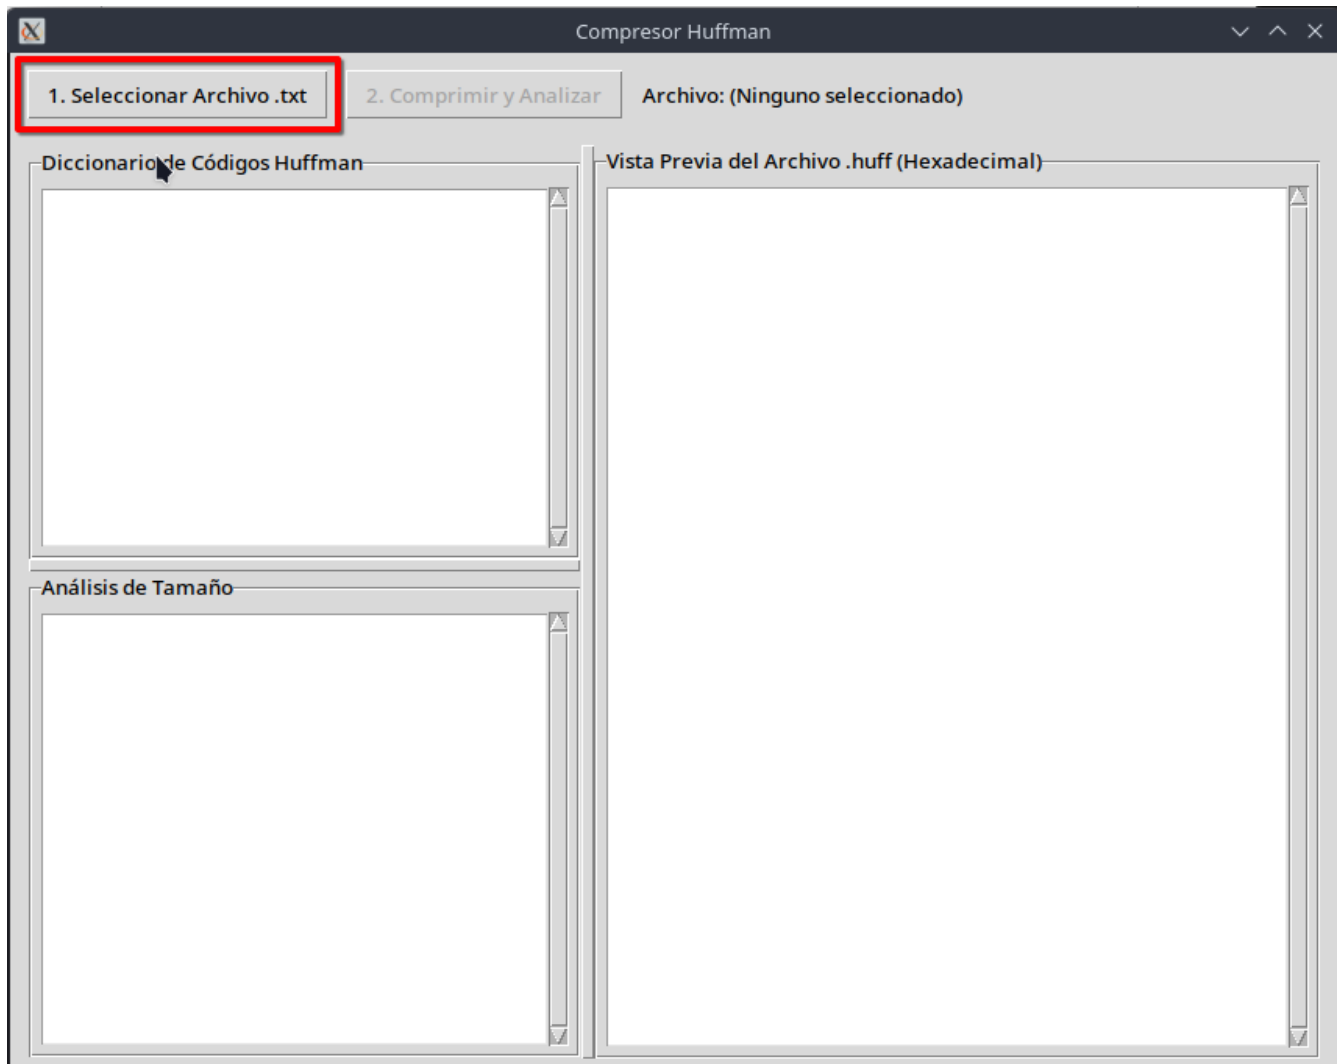 Compresor Huffman
1. Seleccionar Archivo .txt
2. Comprimir y Analizar
Archivo: (Ninguno seleccionado)
Diccionario de Códigos Huffman
Vista Previa del Archivo .huff (Hexadecimal)
Análisis de Tamaño